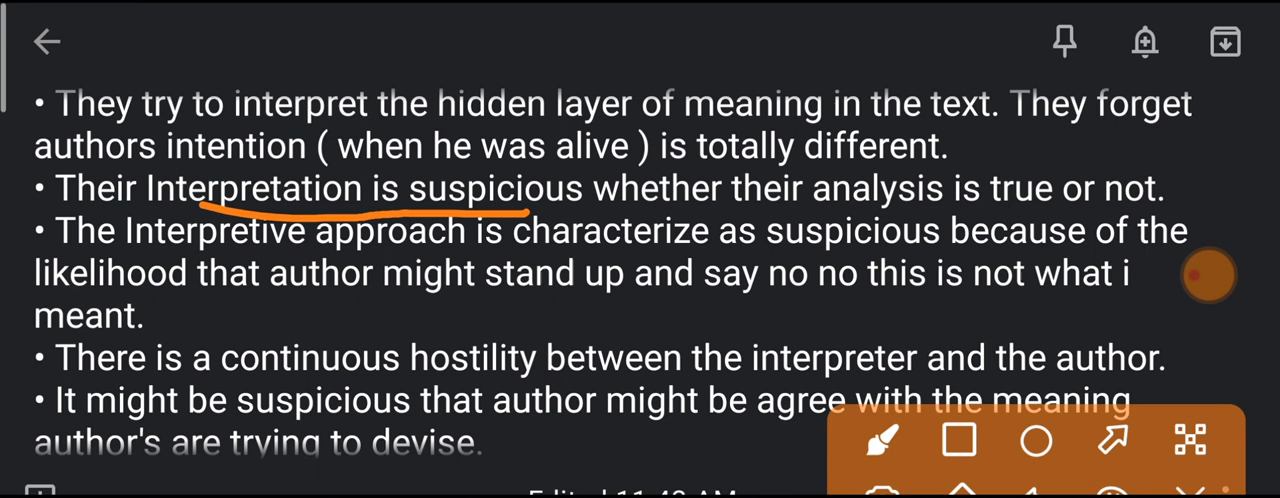 • They try to interpret the hidden layer of meaning in the text. They forget
authors intention ( when he was alive ) is totally different.
• Their Interpretation is suspicious whether their analysis is true or not.
• The Interpretive approach is characterize as suspicious because of the
likelihood that author might stand up and say no no this is not what i
meant.
• There is a continuous hostility between the interpreter and the author.
• It might be suspicious that author might be agree with the meaning
author's are trying to devise.
Edited 11:48 AM